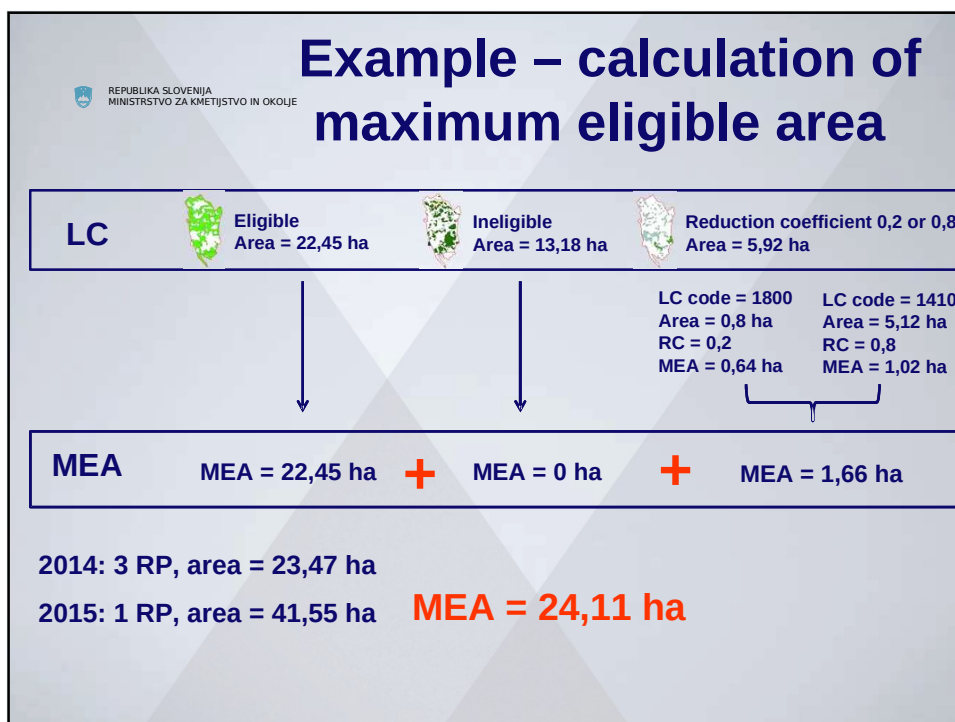 Example – calculation of
maximum eligible area
REPUBLIKA SLOVENIJA
MINISTRSTVO ZA KMETIJSTVO IN OKOLJE
LC
Eligible
Area = 22,45 ha
Ineligible
Area = 13,18 ha
Reduction coefficient 0,2 or 0,8
Area = 5,92 ha
LC code = 1800
Area = 0,8 ha
RC = 0,2
MEA = 0,64 ha
LC code = 1410
Area = 5,12 ha
RC = 0,8
MEA = 1,02 ha
MEA
MEA = 22,45 ha
+
MEA = 0 ha
+
MEA = 1,66 ha
2014: 3 RP, area = 23,47 ha
2015: 1 RP, area = 41,55 ha
MEA = 24,11 ha